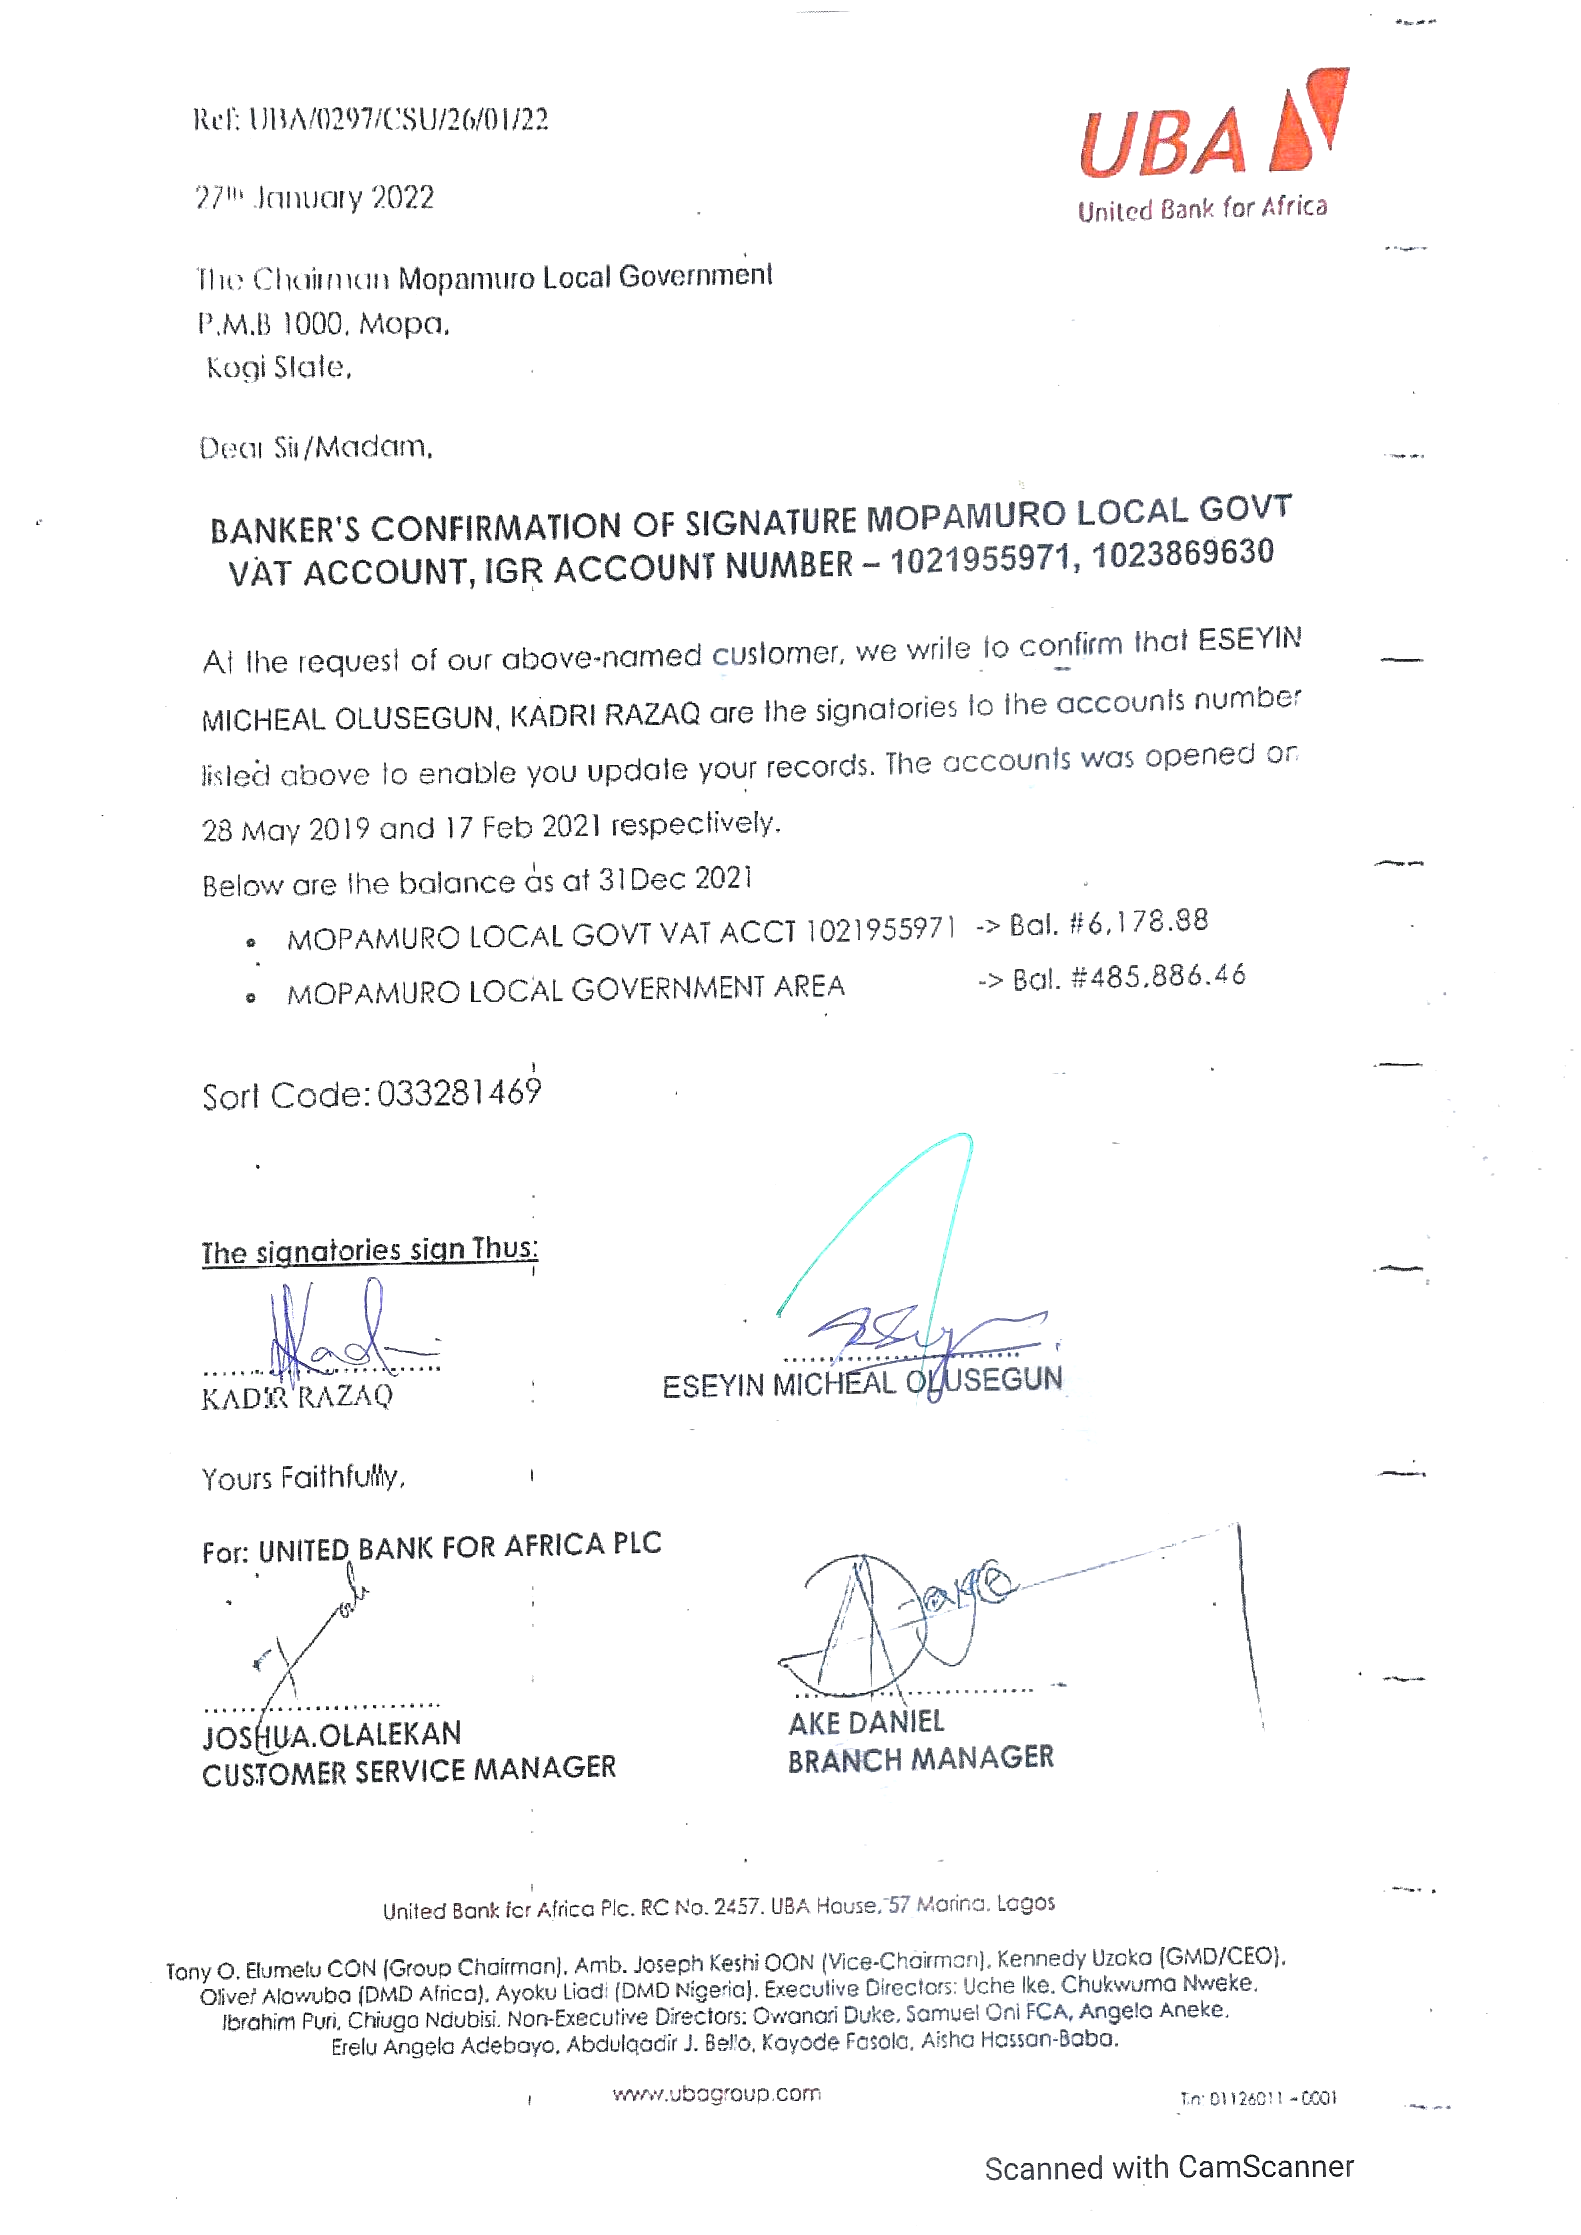 Ref: UBA/0297/CSU/26/01/22
UBA
United Bank for Africa
27th January 2022
The Chairman Mopamuro Local Government
P.M.B 1000, Mopa,
Kogi State,
Dear Sir/Madam,
BANKER'S CONFIRMATION OF SIGNATURE MOPAMURO LOCAL GOVT
VAT ACCOUNT, IGR ACCOUNT NUMBER – 1021955971, 1023869630
At the request of our above-named customer, we write to confirm that ESEYIN
MICHEAL OLUSEGUN, KADRI RAZAQ are the signatories to the accounts number
listed above to enable you update your records. The accounts was opened on
28 May 2019 and 17 Feb 2021 respectively.
Below are the balance as at 31Dec 2021
• MOPAMURO LOCAL GOVT VAT ACCT 1021955971 -> Bal. #6,178.88
• MOPAMURO LOCAL GOVERNMENT AREA -> Bal. #485,886.46
Sort Code: 033281469
The signatories sign Thus:
KADIR RAZAQ
ESEYIN MICHEAL OLUSEGUN
Yours Faithfully,
For: UNITED BANK FOR AFRICA PLC
JOSHUA.OLALEKAN
CUSTOMER SERVICE MANAGER
AKE DANIEL
BRANCH MANAGER
United Bank for Africa Plc. RC No. 2457. UBA House, 57 Marina, Lagos
Tony O. Elumelu CON (Group Chairman), Amb. Joseph Keshi OON (Vice-Chairman), Kennedy Uzoka (GMD/CEO),
Oliver Alawuba (DMD Africa), Ayoku Liadi (DMD Nigeria), Executive Directors: Uche Ike, Chukwuma Nweke,
Ibrahim Puri, Chiugo Ndubisi. Non-Executive Directors: Owanari Duke, Samuel Oni FCA, Angela Aneke,
Erelu Angela Adebayo, Abdulqadir J. Bello, Kayode Fasola, Aisha Hassan-Baba.
www.ubagroup.com
01126011 - 0001
Scanned with CamScanner